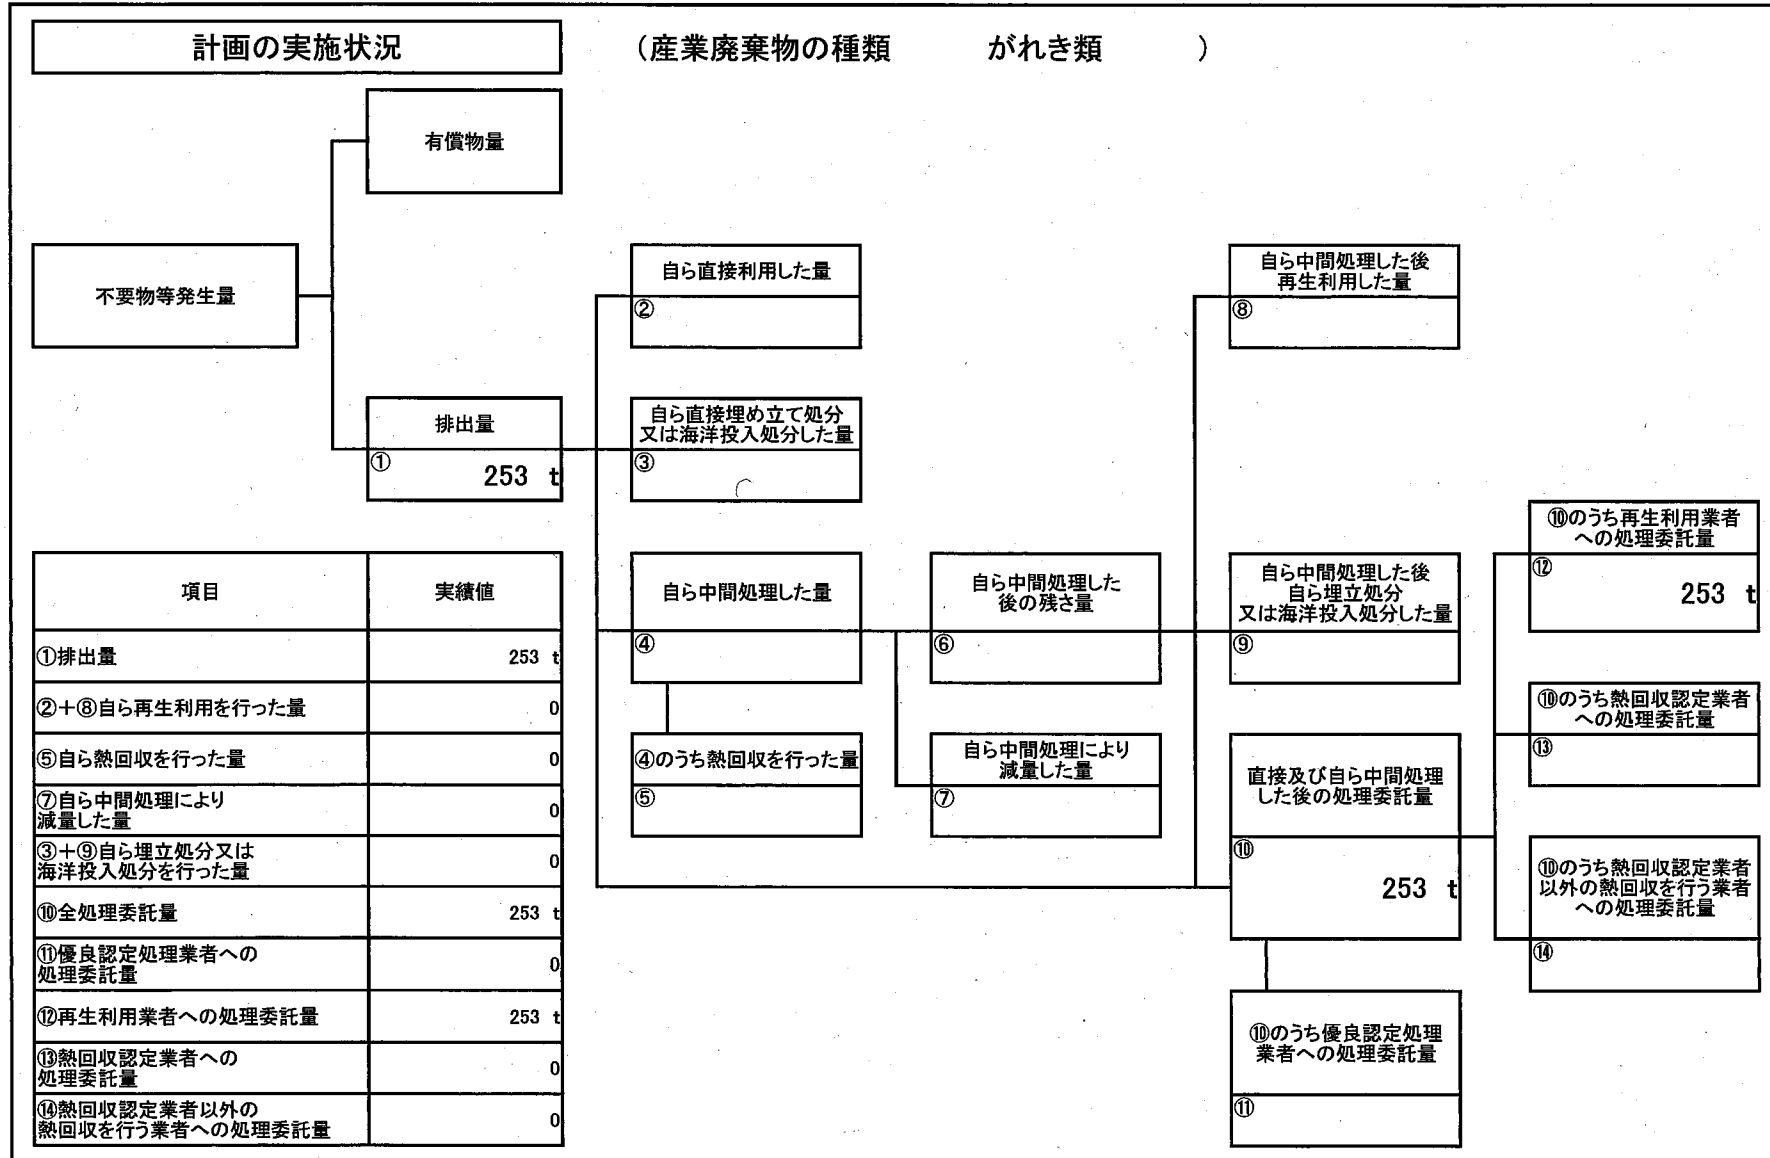 計画の実施状況
（産業廃棄物の種類　　がれき類　　）
有償物量
不要物等発生量
排出量
①
253 t
自ら直接利用した量
②
自ら直接埋め立て処分
又は海洋投入処分した量
③
自ら中間処理した量
④
④のうち熱回収を行った量
⑤
自ら中間処理した
後の残さ量
⑥
自ら中間処理により
減量した量
⑦
自ら中間処理した後
再生利用した量
⑧
自ら中間処理した後
自ら埋立処分
又は海洋投入処分した量
⑨
直接及び自ら中間処理
した後の処理委託量
⑩
253 t
⑩のうち優良認定処理
業者への処理委託量
⑪
⑩のうち再生利用業者
への処理委託量
⑫
253 t
⑩のうち熱回収認定業者
への処理委託量
⑬
⑩のうち熱回収認定業者
以外の熱回収を行う業者
への処理委託量
⑭
項目 実績値
①排出量 253 t
②＋⑧自ら再生利用を行った量 0
⑤自ら熱回収を行った量 0
⑦自ら中間処理により
減量した量 0
③＋⑨自ら埋立処分又は
海洋投入処分を行った量 0
⑩全処理委託量 253 t
⑪優良認定処理業者への
処理委託量 0
⑫再生利用業者への処理委託量 253 t
⑬熱回収認定業者への
処理委託量 0
⑭熱回収認定業者以外の
熱回収を行う業者への処理委託量 0